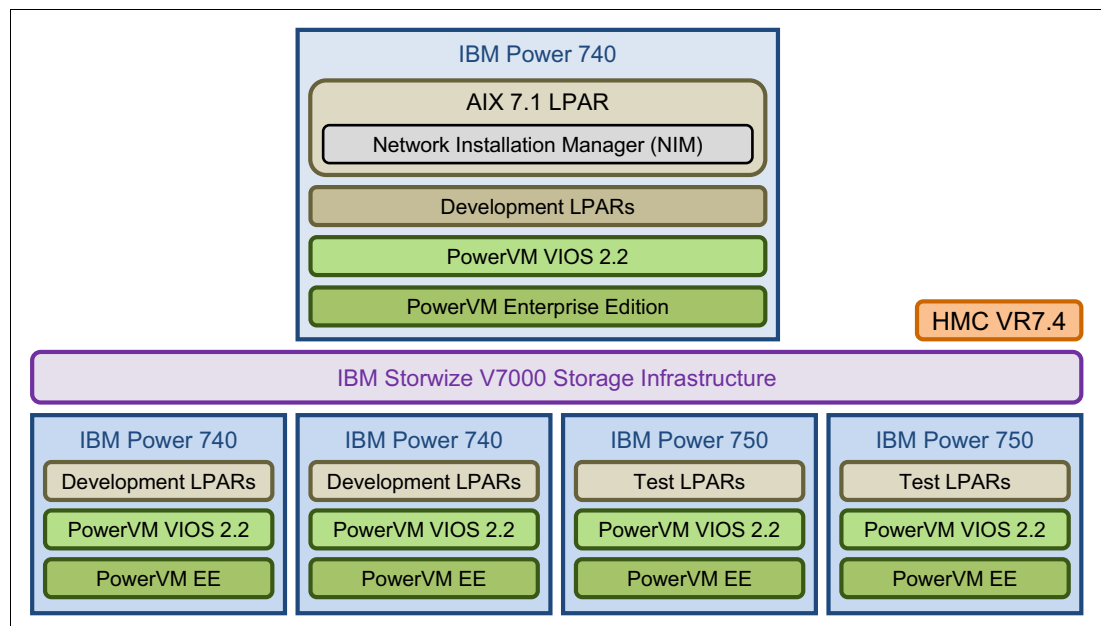 IBM Power 740
AIX 7.1 LPAR
Network Installation Manager (NIM)
Development LPARs
PowerVM VIOS 2.2
PowerVM Enterprise Edition
HMC VR7.4
IBM Storwize V7000 Storage Infrastructure
IBM Power 740
Development LPARs
PowerVM VIOS 2.2
PowerVM EE
IBM Power 740
Development LPARs
PowerVM VIOS 2.2
PowerVM EE
IBM Power 750
Test LPARs
PowerVM VIOS 2.2
PowerVM EE
IBM Power 750
Test LPARs
PowerVM VIOS 2.2
PowerVM EE